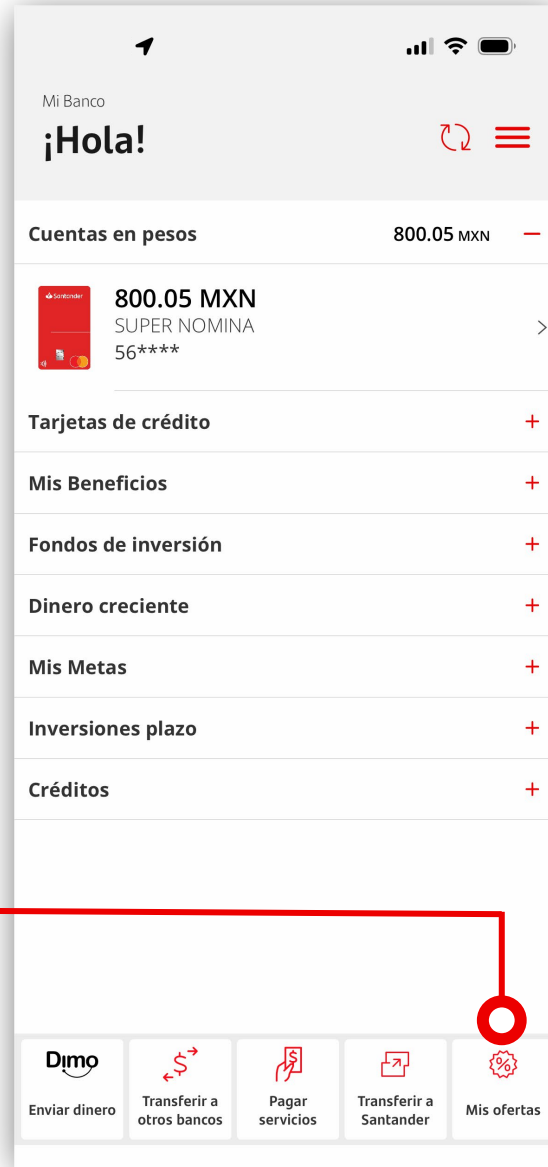 Mi Banco
¡Hola!
Cuentas en pesos 800.05 MXN
Santander
800.05 MXN
SUPER NOMINA
56****
Tarjetas de crédito
Mis Beneficios
Fondos de inversión
Dinero creciente
Mis Metas
Inversiones plazo
Créditos
Dimo
Enviar dinero
Transferir a
otros bancos
Pagar
servicios
Transferir a
Santander
Mis ofertas